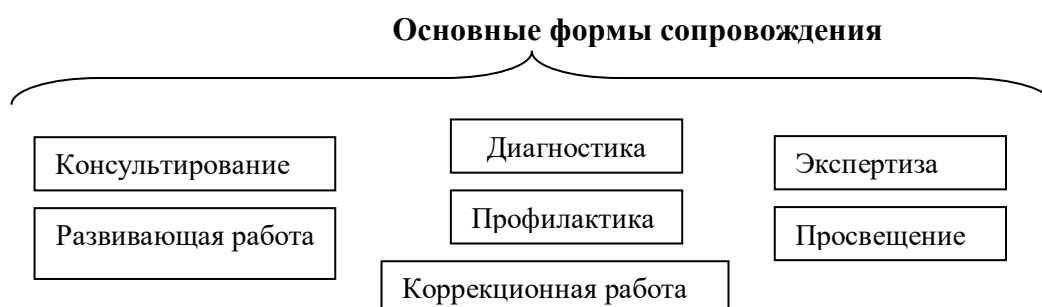 Основные формы сопровождения
Консультирование
Диагностика
Экспертиза
Развивающая работа
Профилактика
Просвещение
Коррекционная работа